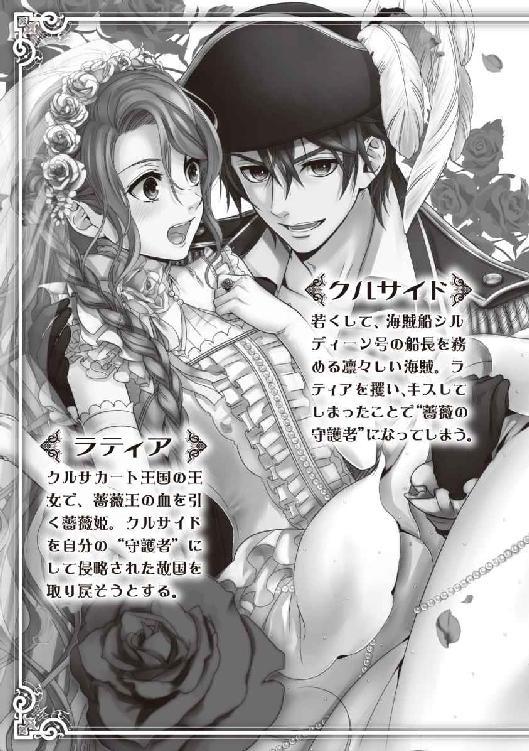 クルサイド
若くして、海賊船シル
ディーン号の船長を務
める凛々しい海賊。ラ
ティアを攫い、キスして
しまったことで“薔薇の
守護者”になってしまう。
ラティア
クルサカート王国の王
女で、薔薇王の血を引
く薔薇姫。クルサイド
を自分の“守護者”に
して侵略された故国を
取り戻そうとする。